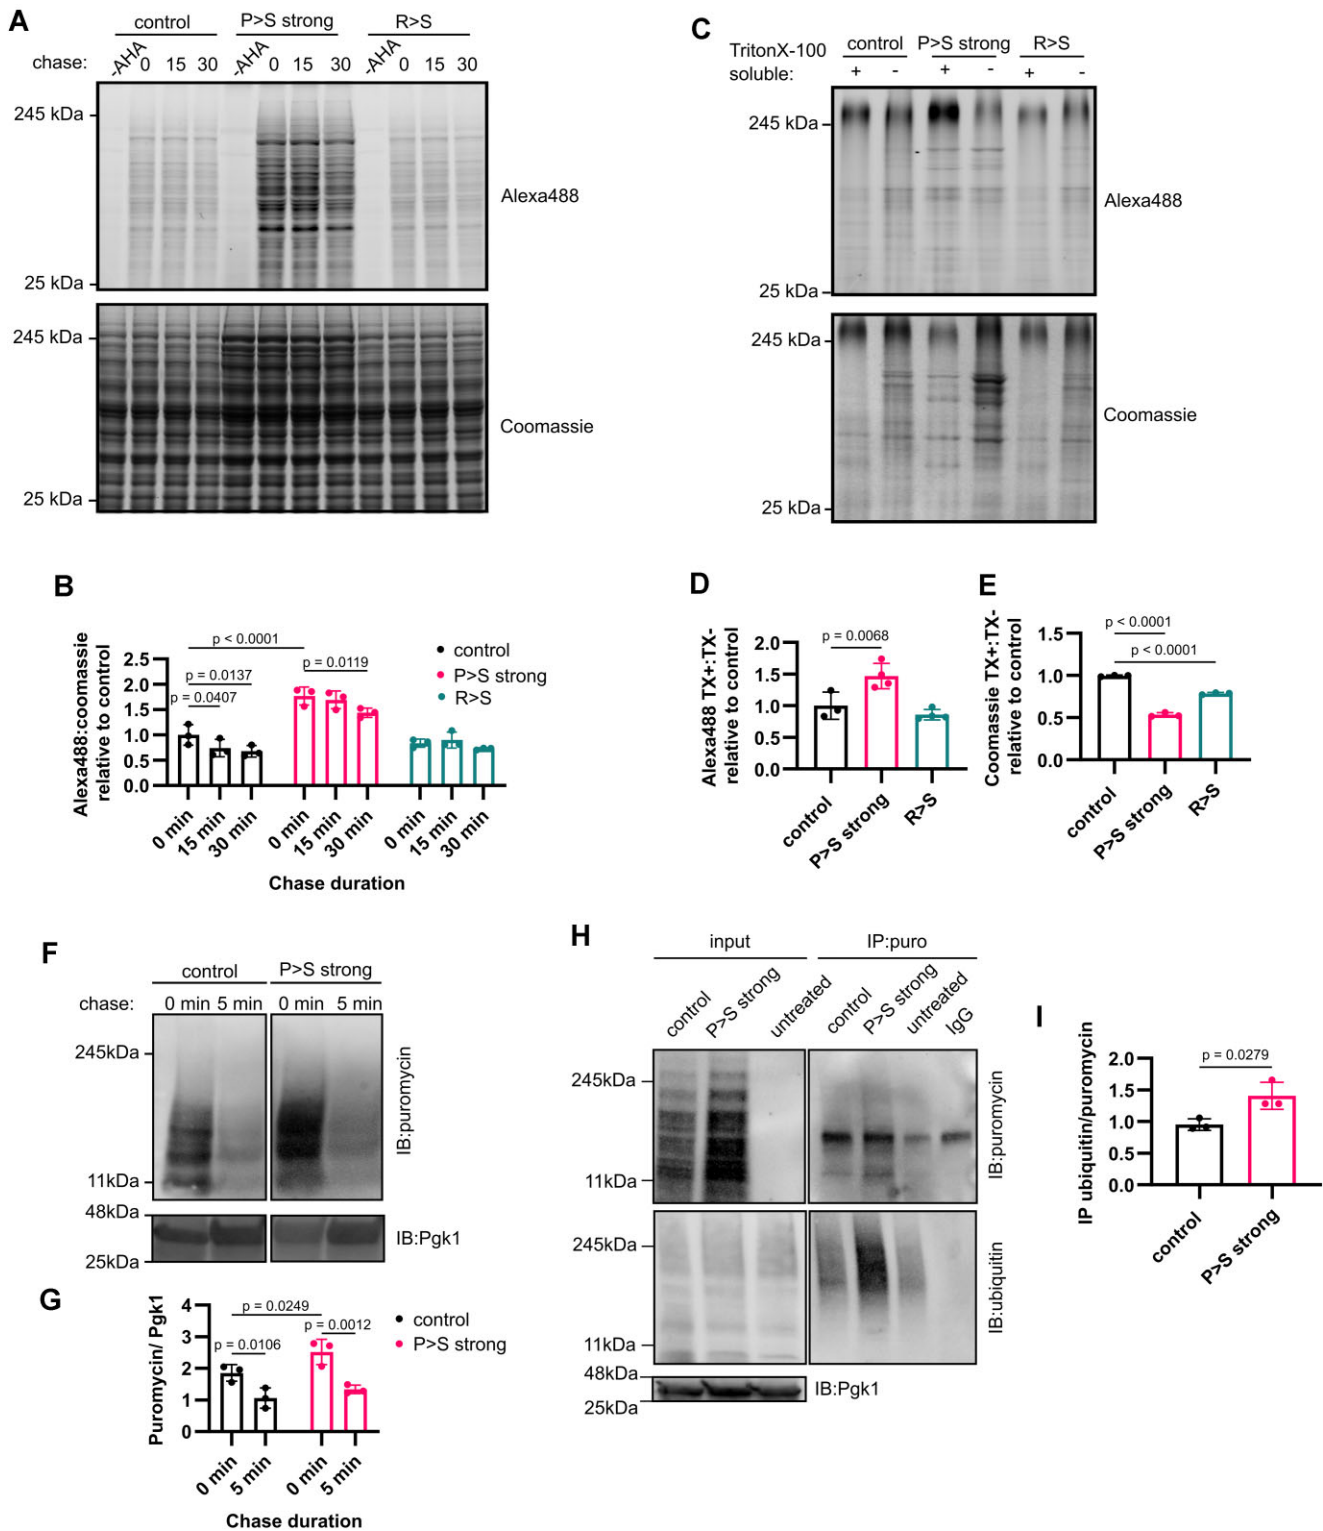 A
control P>S strong R>S
chase: -AHA 0 15 30 -AHA 0 15 30 -AHA 0 15 30
245 kDa
Alexa488
25 kDa
245 kDa
Coomassie
25 kDa
C
TritonX-100 control P>S strong R>S
soluble: + - + - + -
245 kDa
Alexa488
25 kDa
245 kDa
Coomassie
25 kDa
B
Alexa488:coomassie
relative to control
2.5
2.0
1.5
1.0
0.5
0.0
p < 0.0001
p = 0.0137
p = 0.0407
p = 0.0119
control
P>S strong
R>S
0 min 15 min 30 min 0 min 15 min 30 min 0 min 15 min 30 min
Chase duration
D
Alexa488 TX+:TX-
relative to control
2.0
1.5
1.0
0.5
0.0
p = 0.0068
control P>S strong R>S
E
Coomassie TX+:TX-
relative to control
1.5
1.0
0.5
0.0
p < 0.0001
p < 0.0001
control P>S strong R>S
F
control P>S strong
chase: 0 min 5 min 0 min 5 min
245kDa
IB:puromycin
11kDa
48kDa
IB:Pgk1
25kDa
G
Puromycin/ Pgk1
4
3
2
1
0
p = 0.0249
p = 0.0106
p = 0.0012
control
P>S strong
0 min 5 min 0 min 5 min
Chase duration
H
input IP:puro
control P>S strong untreated control P>S strong untreated IgG
245kDa
IB:puromycin
11kDa
245kDa
IB:ubiquitin
11kDa
48kDa
IB:Pgk1
25kDa
I
IP ubiquitin/puromycin
2.0
1.5
1.0
0.5
0.0
p = 0.0279
control P>S strong